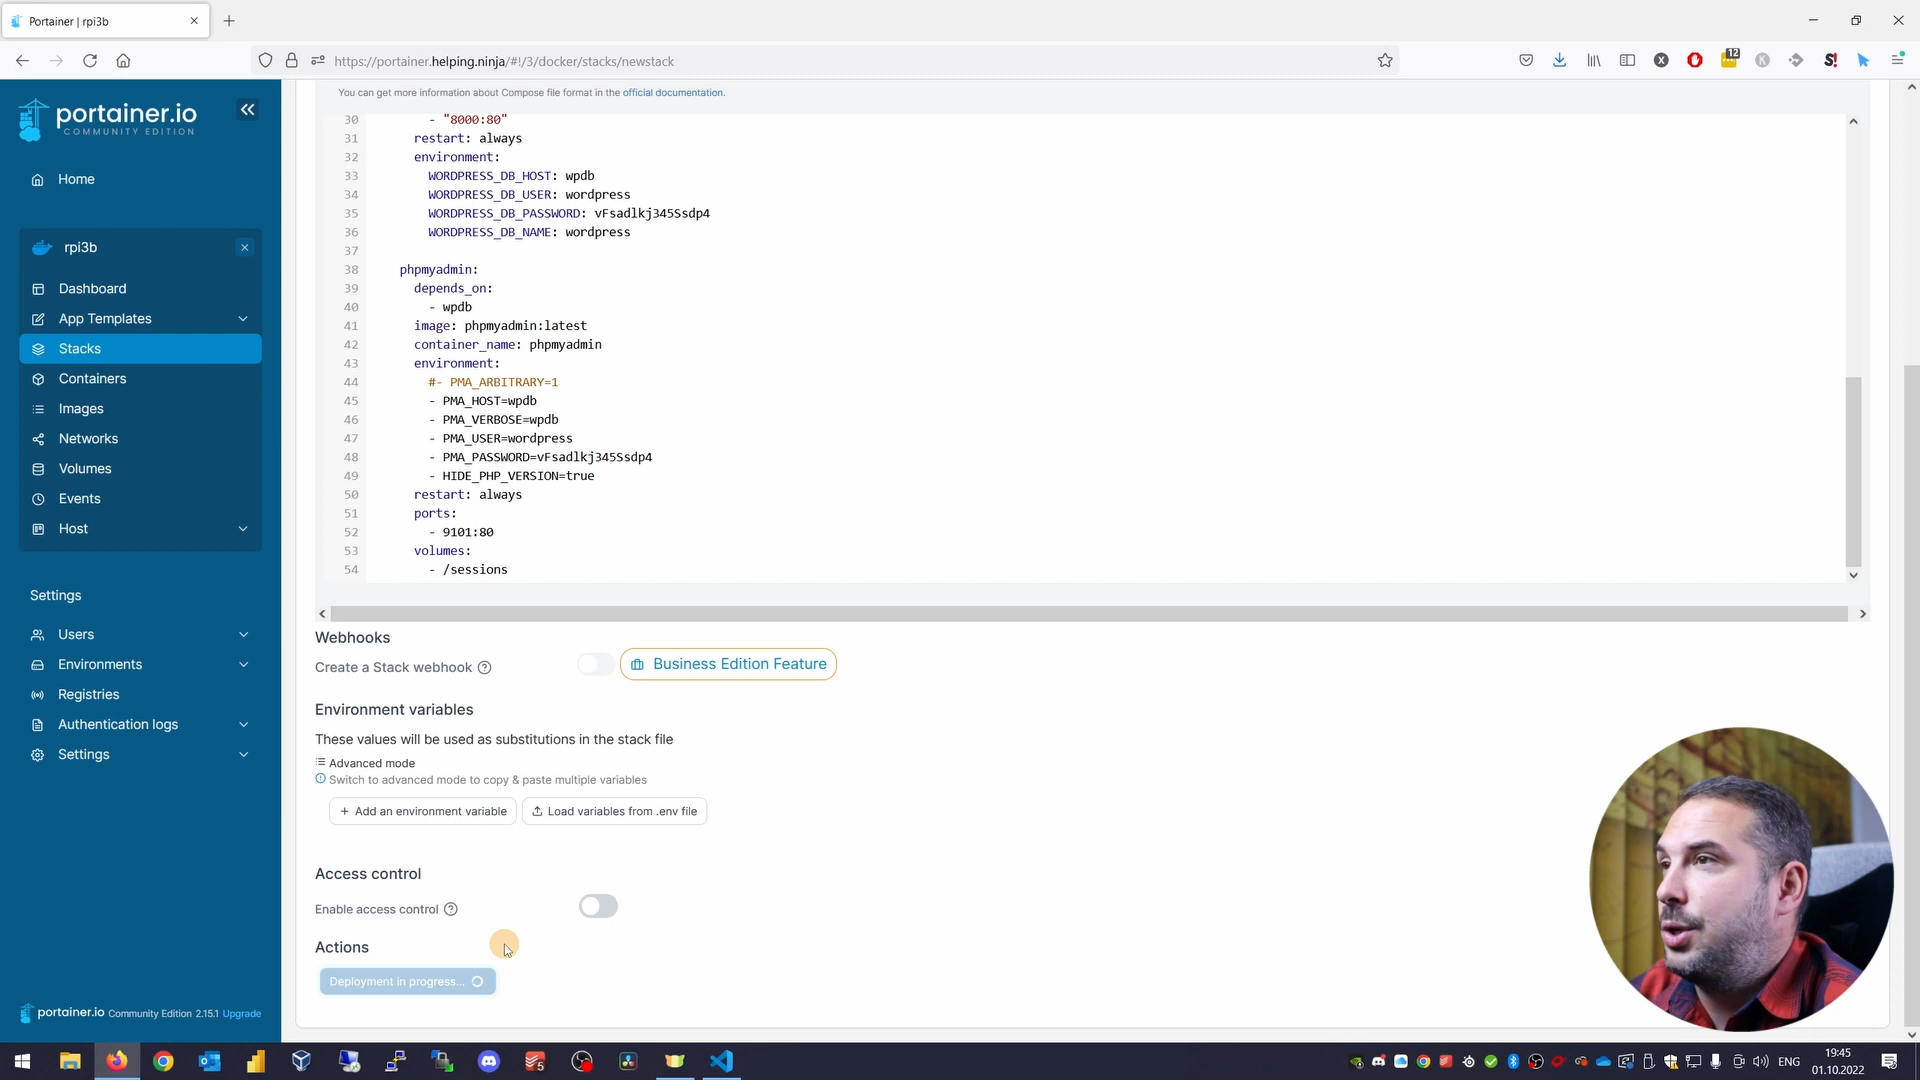 Portainer | rpi3b
https://portainer.helping.ninja/#!/3/docker/stacks/newstack
12
portainer.io
COMMUNITY EDITION
Home
rpi3b
Dashboard
App Templates
Stacks
Containers
Images
Networks
Volumes
Events
Host
Settings
Users
Environments
Registries
Authentication logs
Settings
portainer.io Community Edition 2.15.1 Upgrade
You can get more information about Compose file format in the official documentation.
30 - "8000:80"
31 restart: always
32 environment:
33 WORDPRESS_DB_HOST: wpdb
34 WORDPRESS_DB_USER: wordpress
35 WORDPRESS_DB_PASSWORD: vFsadlkj345Ssdp4
36 WORDPRESS_DB_NAME: wordpress
37
38 phpmyadmin:
39 depends_on:
40 - wpdb
41 image: phpmyadmin:latest
42 container_name: phpmyadmin
43 environment:
44 #- PMA_ARBITRARY=1
45 - PMA_HOST=wpdb
46 - PMA_VERBOSE=wpdb
47 - PMA_USER=wordpress
48 - PMA_PASSWORD=vFsadlkj345Ssdp4
49 - HIDE_PHP_VERSION=true
50 restart: always
51 ports:
52 - 9101:80
53 volumes:
54 - /sessions
Webhooks
Create a Stack webhook
Business Edition Feature
Environment variables
These values will be used as substitutions in the stack file
Advanced mode
Switch to advanced mode to copy & paste multiple variables
+ Add an environment variable
Load variables from .env file
Access control
Enable access control
Actions
Deployment in progress...
ENG
19:45
01.10.2022